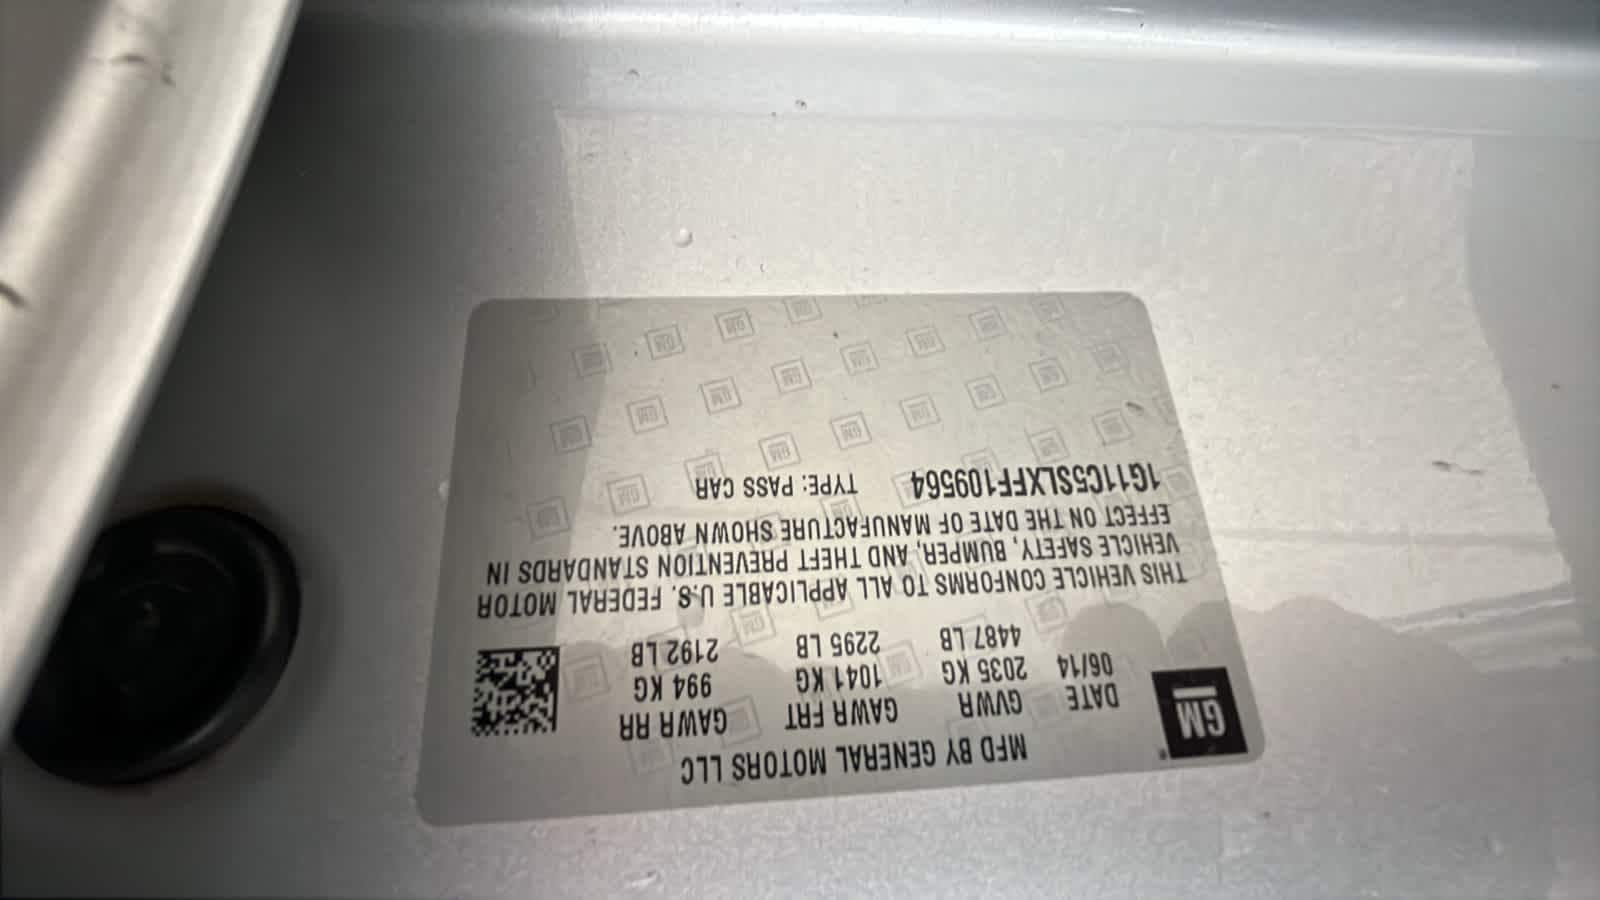 MFD BY GENERAL MOTORS LLC
GM
DATE GVWR GAWR FRT GAWR RR
06/14 2035 KG 1041 KG 994 KG
4487 LB 2295 LB 2192 LB
THIS VEHICLE CONFORMS TO ALL APPLICABLE U.S. FEDERAL MOTOR
VEHICLE SAFETY, BUMPER, AND THEFT PREVENTION STANDARDS IN
EFFECT ON THE DATE OF MANUFACTURE SHOWN ABOVE.
1G11C5SLXFF109564 TYPE: PASS CAR